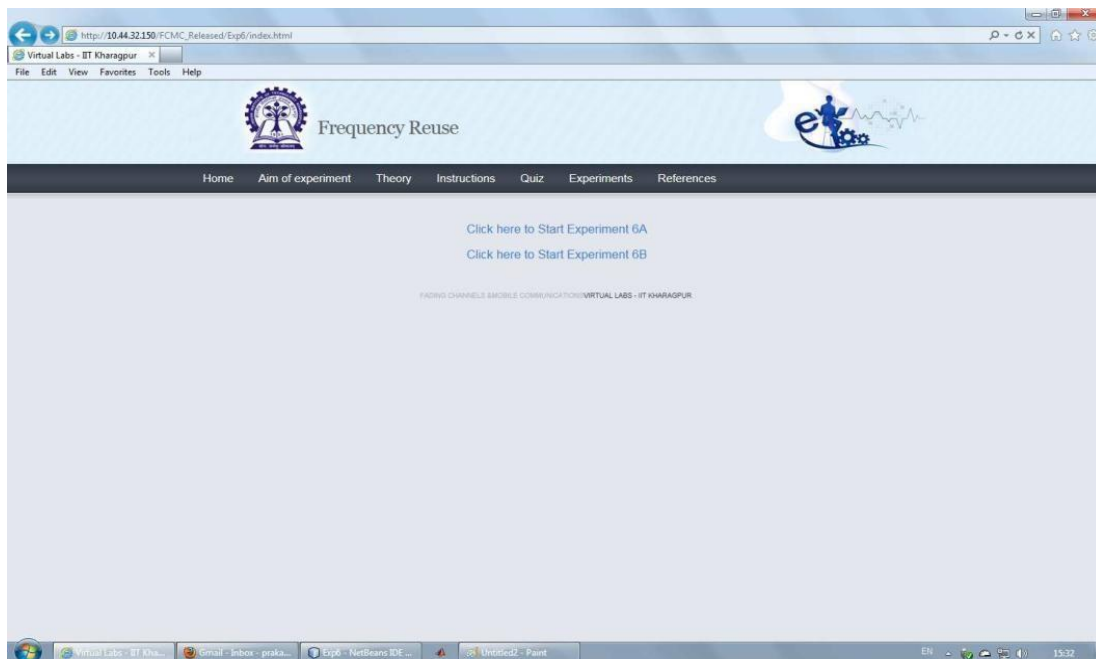 http://10.44.32.150/FCMC_Released/Exp6/index.html
Virtual Labs - IIT Kharagpur
File Edit View Favorites Tools Help
Frequency Reuse
Home Aim of experiment Theory Instructions Quiz Experiments References
Click here to Start Experiment 6A
Click here to Start Experiment 6B
FADING CHANNELS &MOBILE COMMUNICATIONS VIRTUAL LABS - IIT KHARAGPUR
Virtual Labs - IIT Kha... Gmail - Inbox - praka... Exp6 - NetBeans IDE ... Untitled2 - Paint EN 15:32